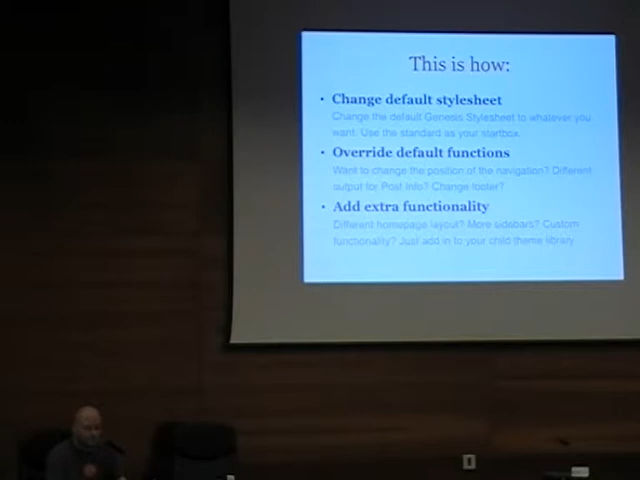 This is how:
• Change default stylesheet
Change the default Genesis Stylesheet to whatever you
want. Use the standard as your startbox.
• Override default functions
Want to change the position of the navigation? Different
output for Post Info? Change footer?
• Add extra functionality
Different homepage layout? More sidebars? Custom
functionality? Just add in to your child theme library.